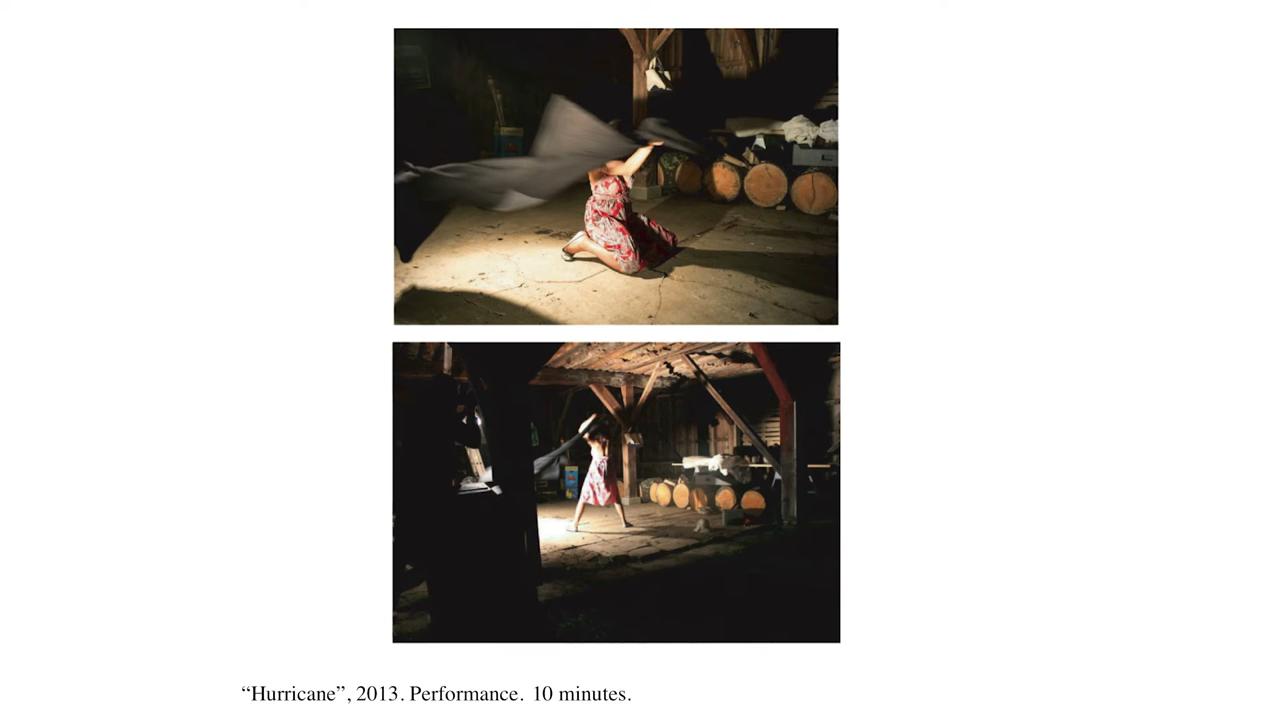 “Hurricane”, 2013. Performance. 10 minutes.